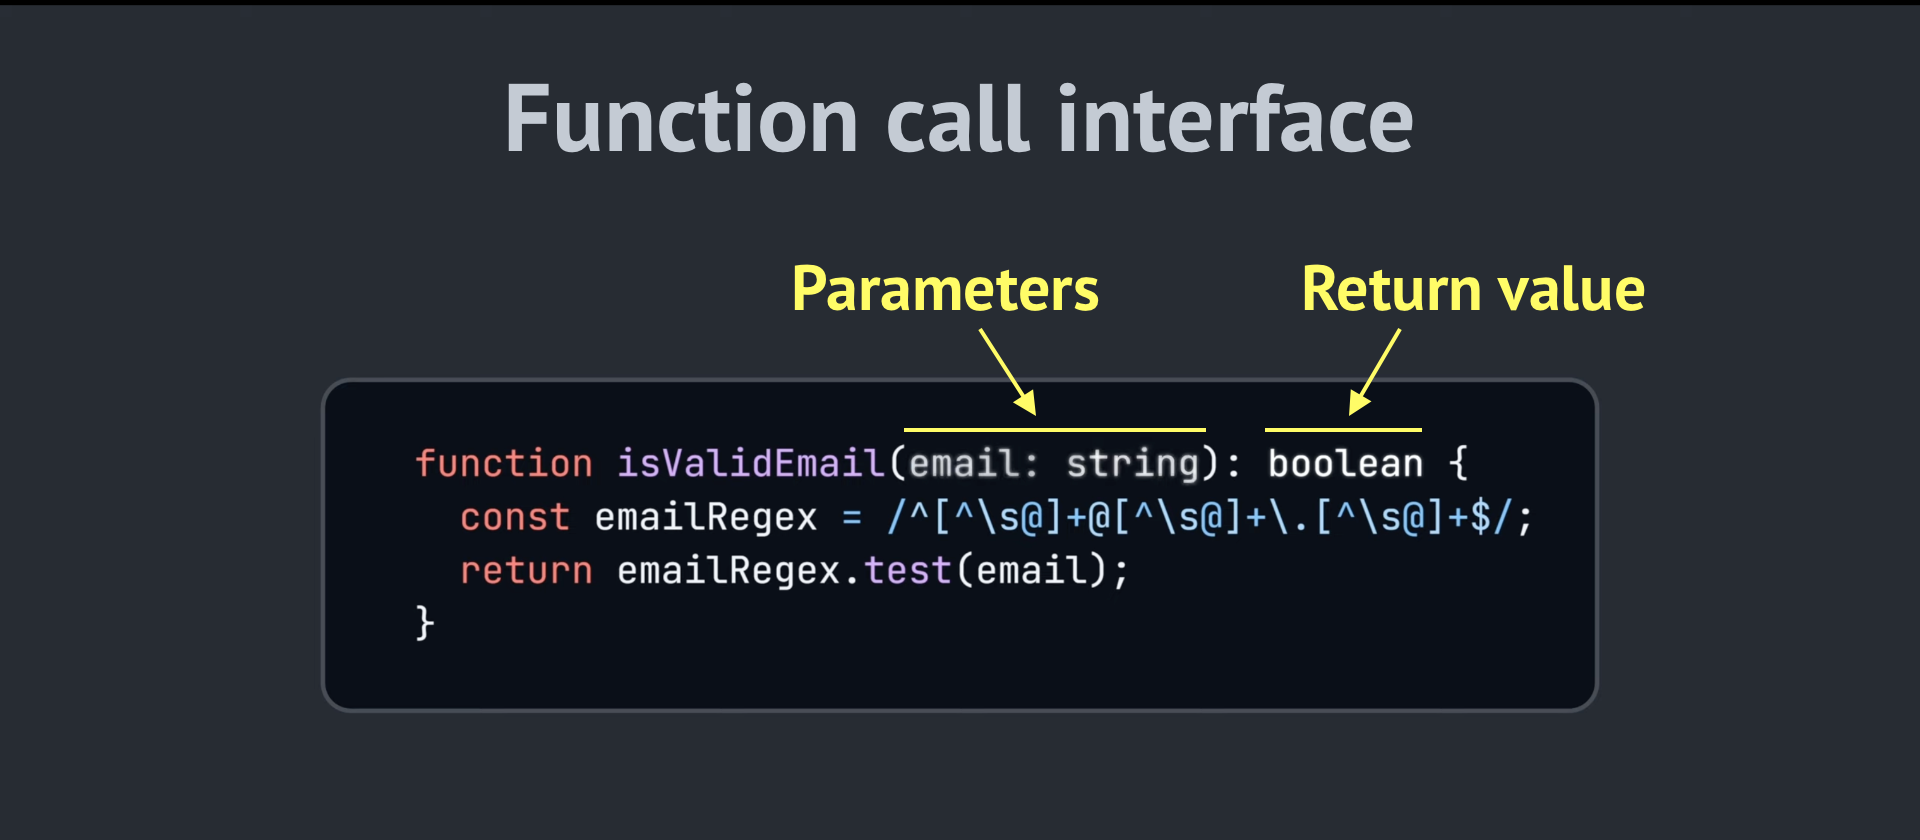 Function call interface
Parameters
Return value
function isValidEmail(email: string): boolean {
  const emailRegex = /^[^\s@]+@[^\s@]+\.[^\s@]+$/;
  return emailRegex.test(email);
}